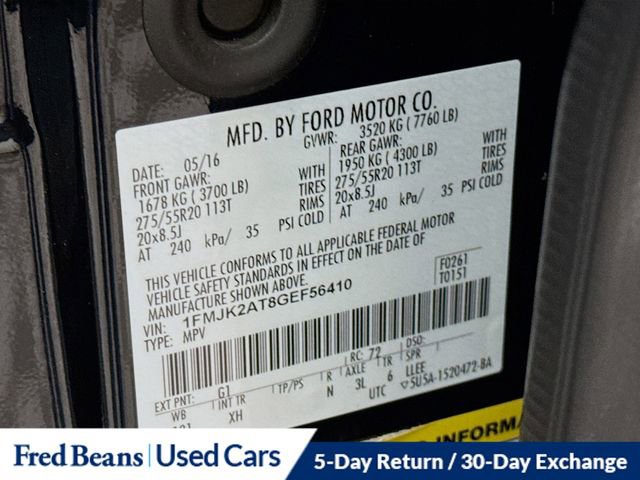 MFD. BY FORD MOTOR CO.
DATE: 05/16 GVWR: 3520 KG ( 7760 LB)
FRONT GAWR: REAR GAWR:
1678 KG ( 3700 LB) WITH 1950 KG ( 4300 LB) WITH
275/55R20 113T TIRES 275/55R20 113T TIRES
20x8.5J RIMS 20x8.5J RIMS
AT 240 kPa/ 35 PSI COLD AT 240 kPa/ 35 PSI COLD
THIS VEHICLE CONFORMS TO ALL APPLICABLE FEDERAL MOTOR
VEHICLE SAFETY STANDARDS IN EFFECT ON THE DATE OF
MANUFACTURE SHOWN ABOVE.
VIN: 1FMJK2AT8GEF56410 F0261
TYPE: MPV T0151
EXT PNT: G1 RC: 72 DSO:
WB INT TR TP/PS R AXLE TR SPR
XH N 3L 6 LLEE
UTC 5U5A-1520472-BA
INFORMA
Fred Beans Used Cars
5-Day Return / 30-Day Exchange